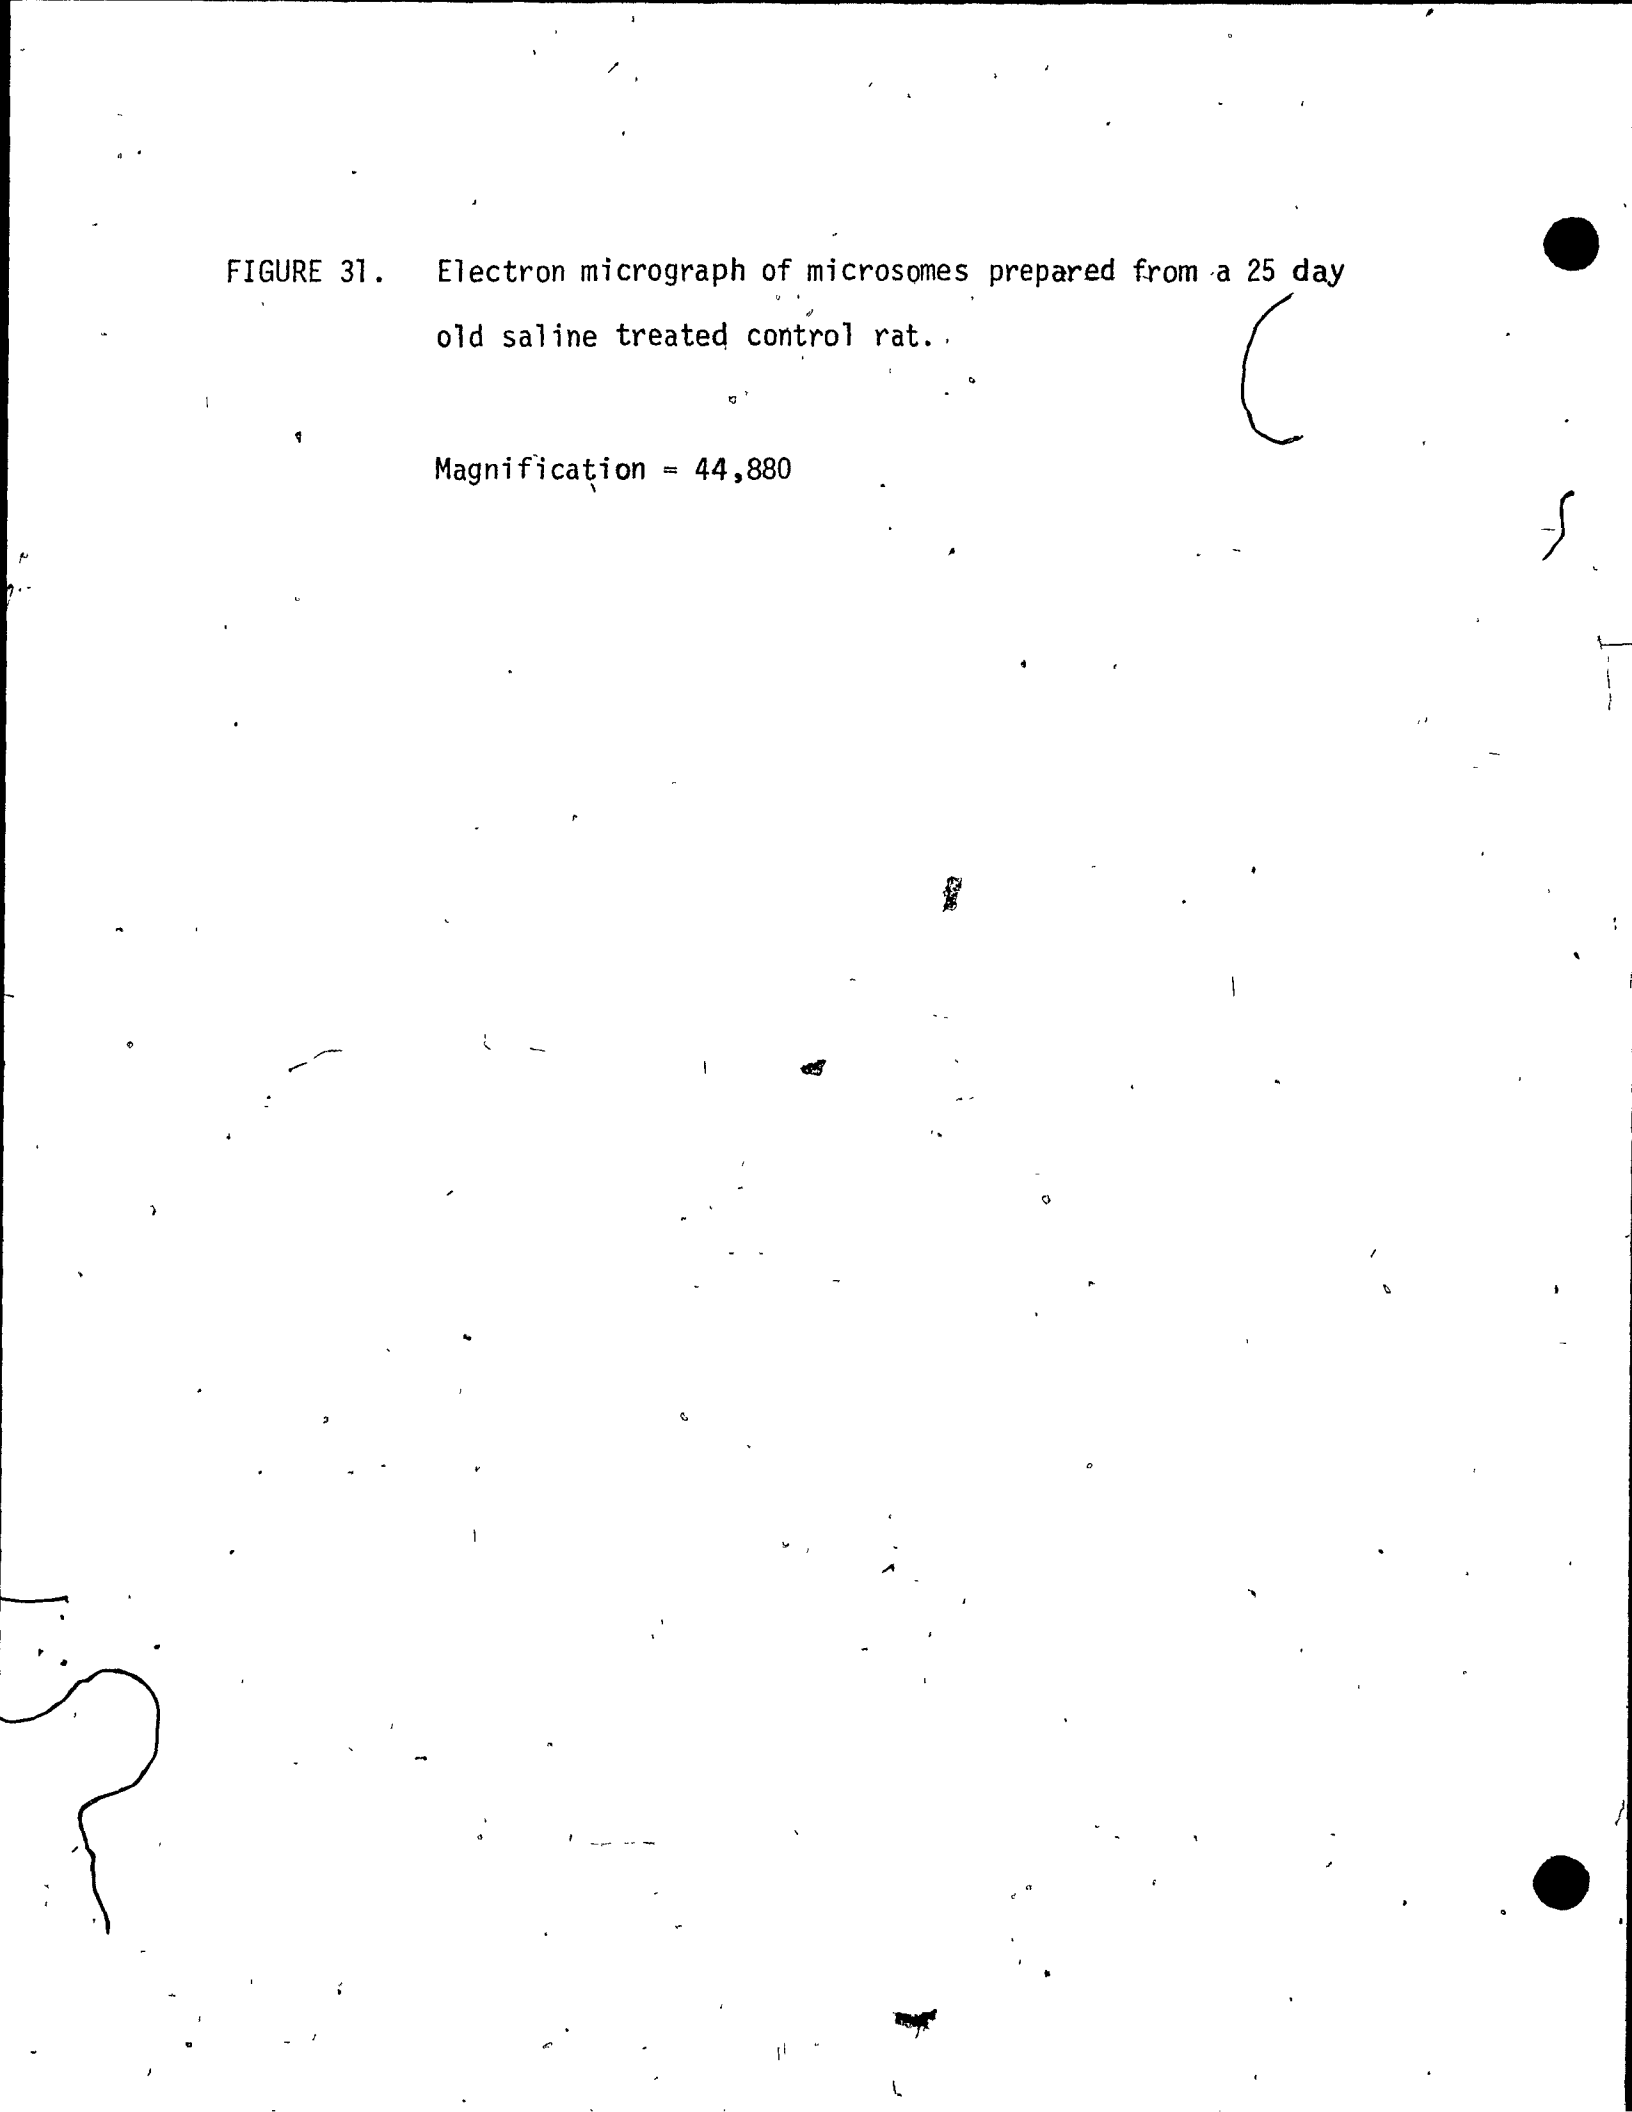 FIGURE 31. Electron micrograph of microsomes prepared from a 25 day
old saline treated control rat.
Magnification = 44,880